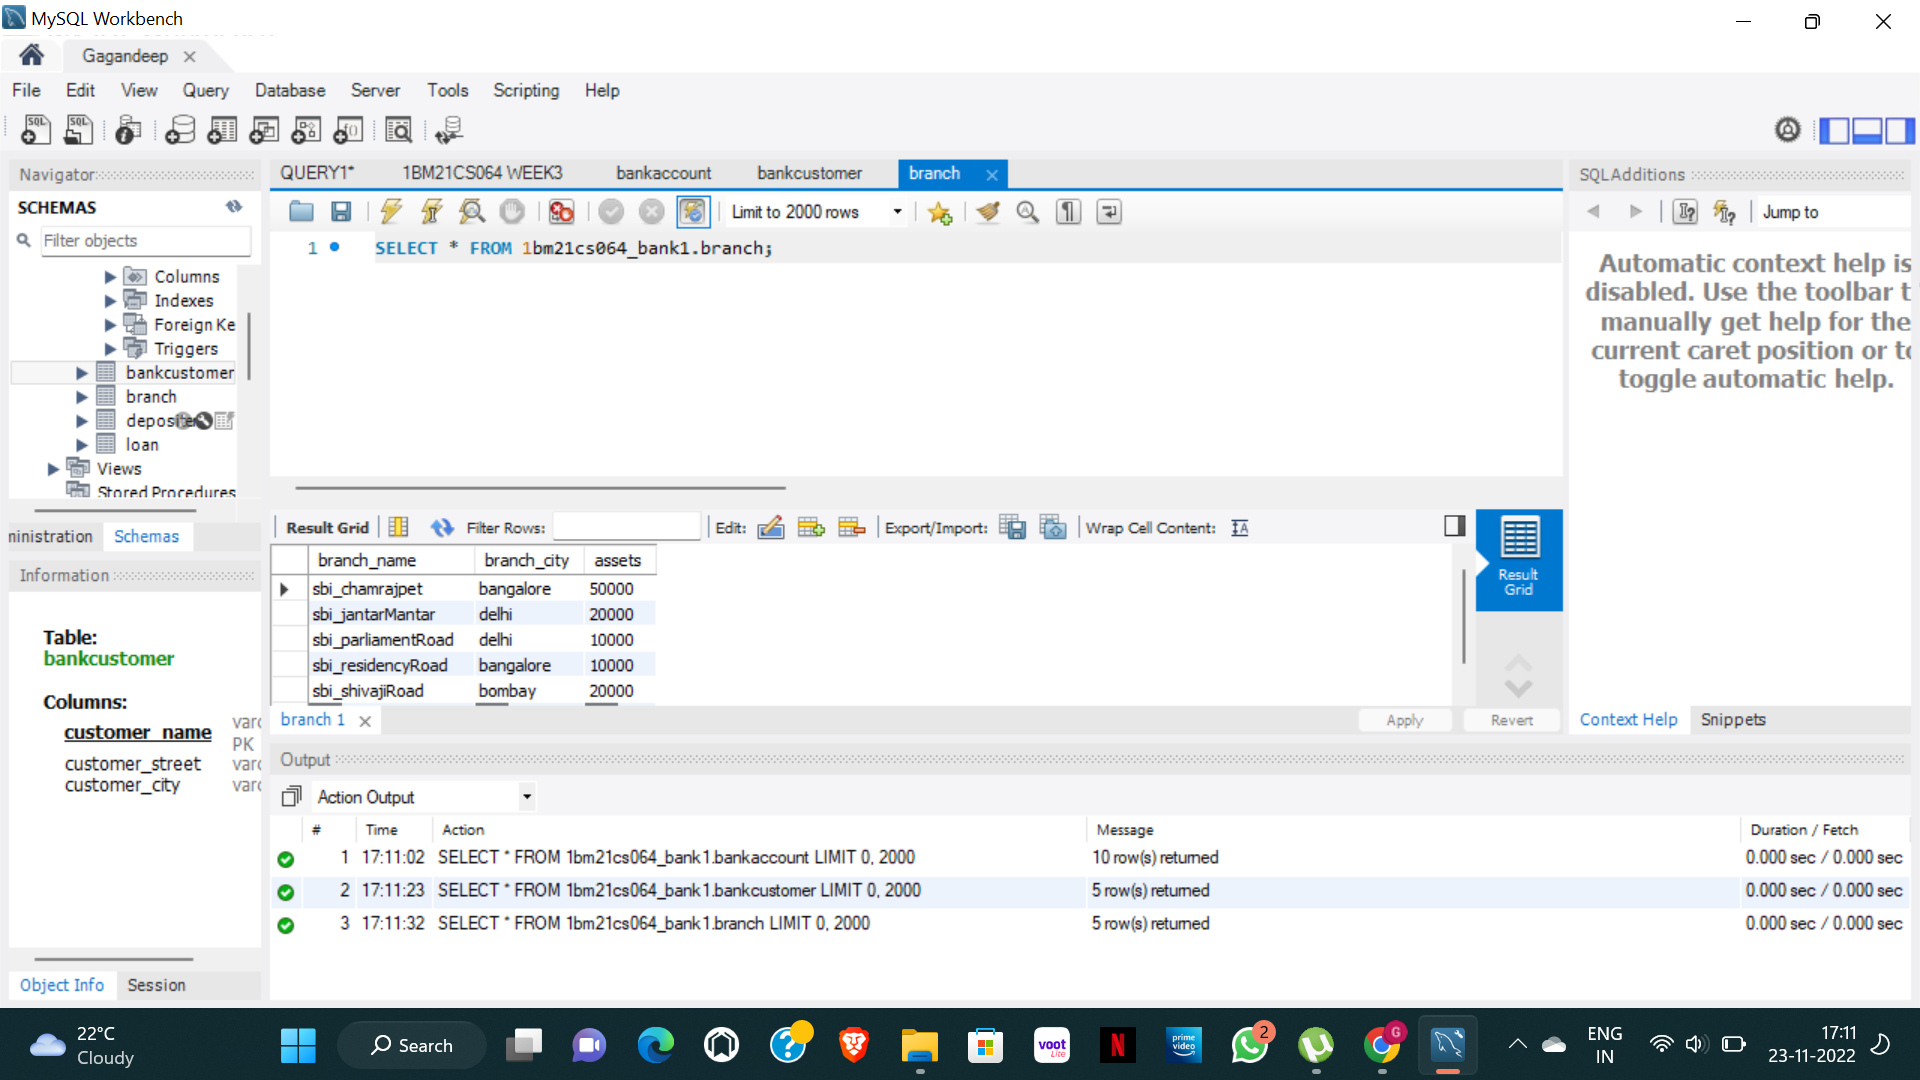 MySQL Workbench
Gagandeep
File Edit View Query Database Server Tools Scripting Help
Navigator
SCHEMAS
Filter objects
Columns
Indexes
Foreign Ke
Triggers
bankcustomer
branch
loan
Views
Stored Procedures
ministration Schemas
Information
Table:
bankcustomer
Columns:
customer_name varc
PK
customer_street varc
customer_city varc
Object Info Session
QUERY1* 1BM21CS064 WEEK3 bankaccount bankcustomer branch
Limit to 2000 rows
1 SELECT * FROM 1bm21cs064_bank1.branch;
Result Grid Filter Rows: Edit: Export/Import: Wrap Cell Content:
branch_name branch_city assets
sbi_chamrajpet bangalore 50000
sbi_jantarMantar delhi 20000
sbi_parliamentRoad delhi 10000
sbi_residencyRoad bangalore 10000
sbi_shivajiRoad bombay 20000
Result
Grid
branch 1 Apply Revert
Output
Action Output
# Time Action Message Duration / Fetch
1 17:11:02 SELECT * FROM 1bm21cs064_bank1.bankaccount LIMIT 0, 2000 10 row(s) returned 0.000 sec / 0.000 sec
2 17:11:23 SELECT * FROM 1bm21cs064_bank1.bankcustomer LIMIT 0, 2000 5 row(s) returned 0.000 sec / 0.000 sec
3 17:11:32 SELECT * FROM 1bm21cs064_bank1.branch LIMIT 0, 2000 5 row(s) returned 0.000 sec / 0.000 sec
SQLAdditions
Jump to
Automatic context help is
disabled. Use the toolbar t
manually get help for the
current caret position or to
toggle automatic help.
Context Help Snippets
22°C
Cloudy
Search
voot
Lite
N
prime
video
2
G
ENG
IN
17:11
23-11-2022